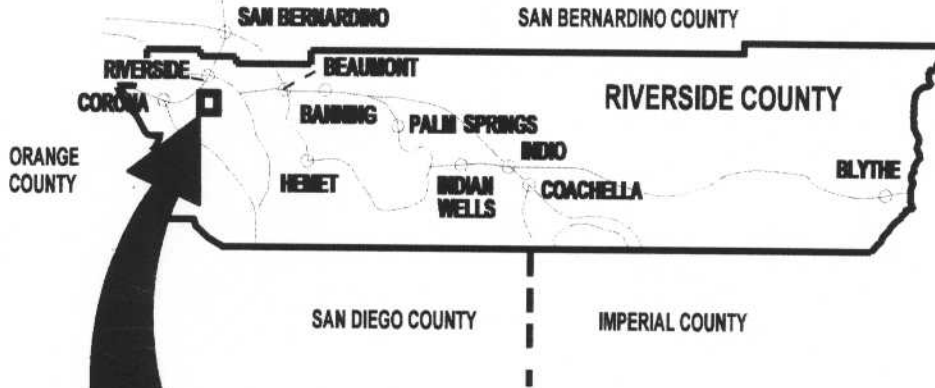 SAN BERNARDINO
SAN BERNARDINO COUNTY
RIVERSIDE
BEAUMONT
CORONA
BANNING
PALM SPRINGS
RIVERSIDE COUNTY
ORANGE
COUNTY
HEMET
INDIAN
WELLS
INDIO
COACHELLA
BLYTHE
SAN DIEGO COUNTY
IMPERIAL COUNTY